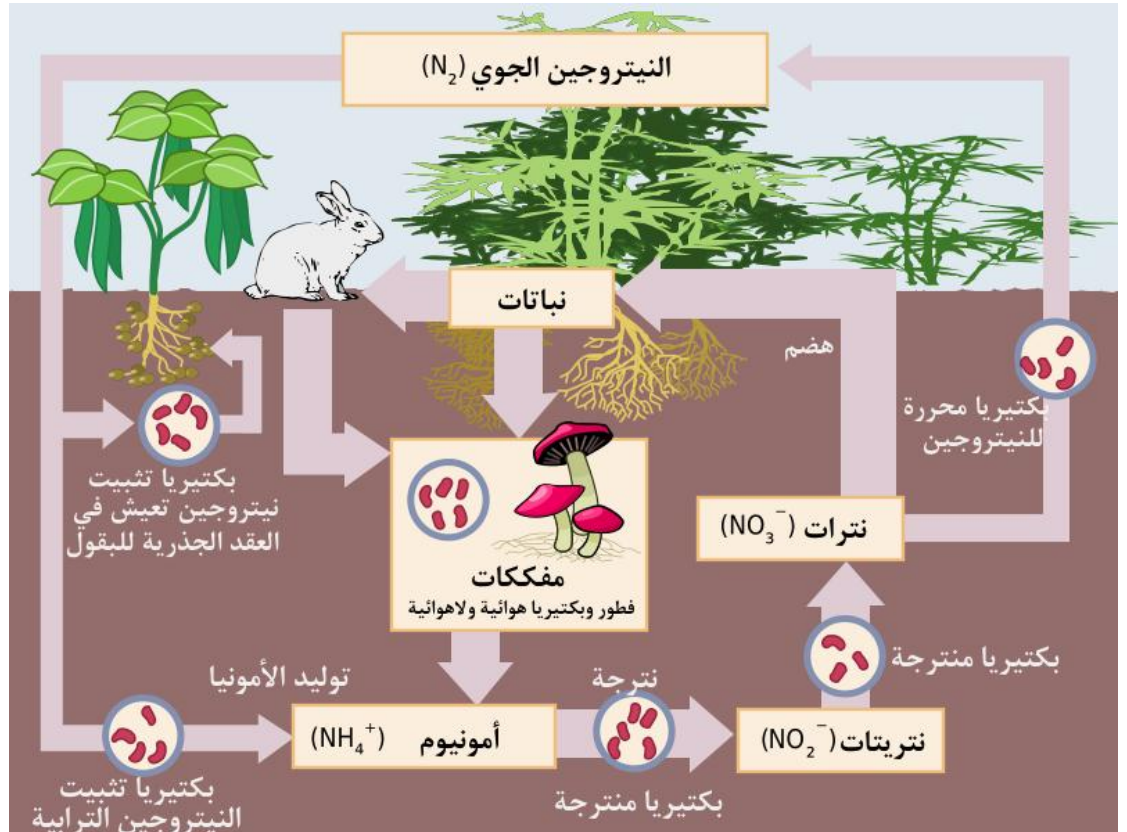 النيتروجين الجوي (N₂)
نباتات
هضم
بكتيريا محررة
للنيتروجين
بكتيريا تثبيت
نيتروجين تعيش في
العقد الجذرية للبقول
نترات (NO₃⁻)
مفككات
فطور وبكتيريا هوائية ولاهوائية
بكتيريا منترجة
توليد الأمونيا
نترجة
أمونيوم (NH₄⁺)
نتريتات (NO₂⁻)
بكتيريا تثبيت
النيتروجين الترابية
بكتيريا منترجة